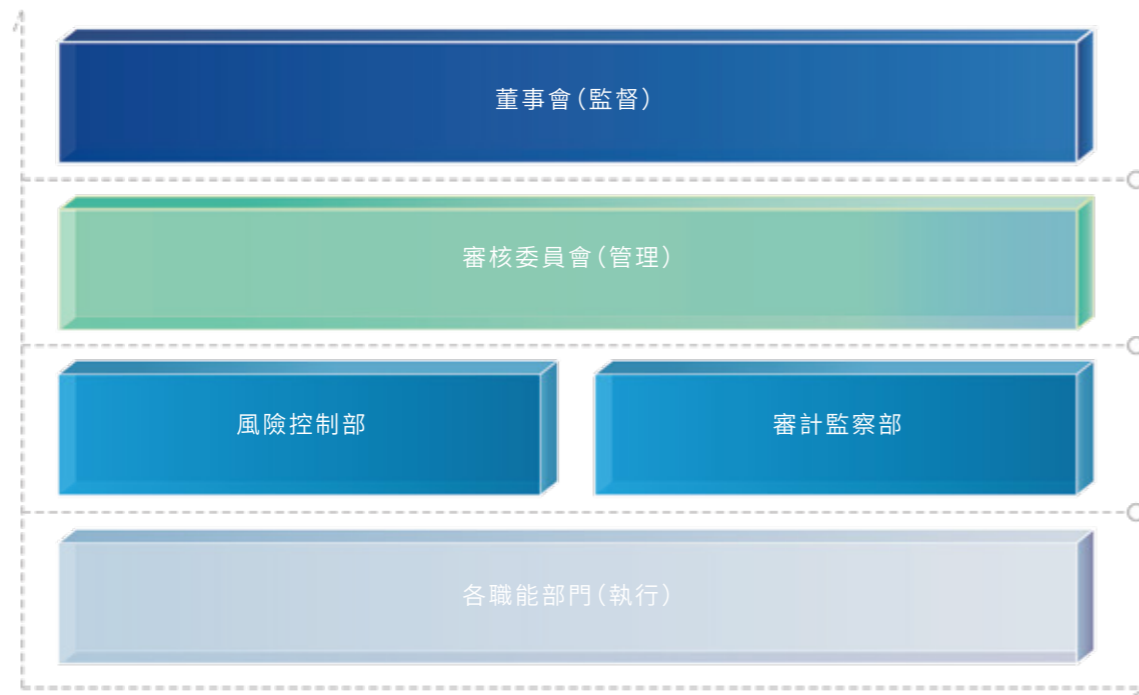 董事會(監督)
審核委員會(管理)
風險控制部
審計監察部
各職能部門(執行)